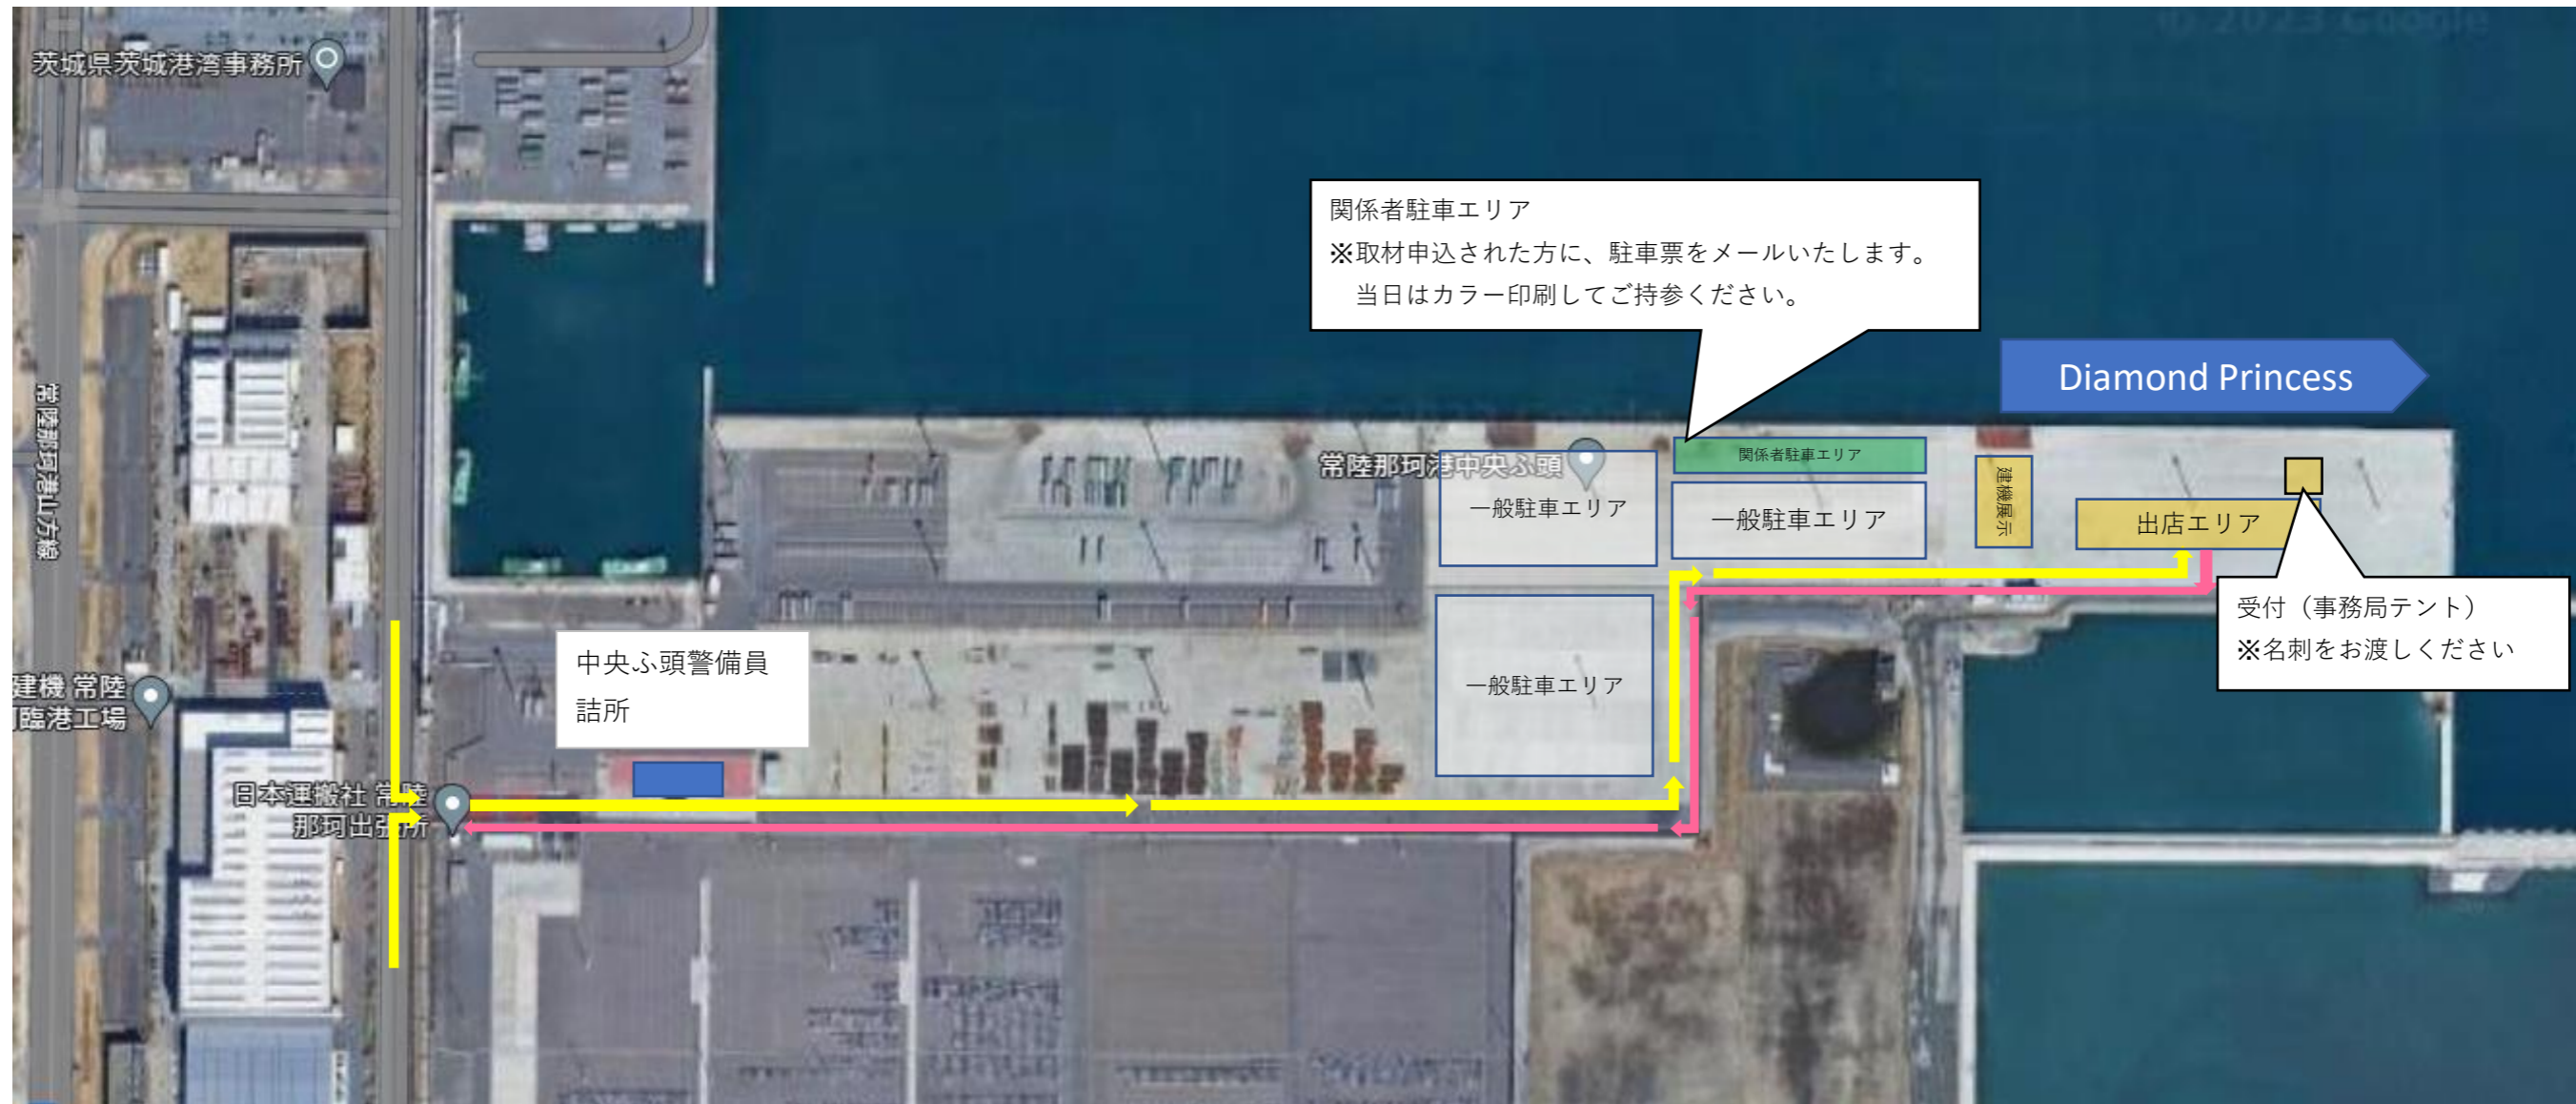 © 2023 Google
茨城県茨城港湾事務所
関係者駐車エリア
※取材申込された方に、駐車票をメールいたします。
当日はカラー印刷してご持参ください。
Diamond Princess
常陸那珂港山方線
常陸那珂港中央ふ頭
関係者駐車エリア
一般駐車エリア
一般駐車エリア
建機展示
出店エリア
受付（事務局テント）
※名刺をお渡しください
中央ふ頭警備員
詰所
一般駐車エリア
建機 常陸
臨港工場
日本運搬社 常陸
那珂出張所